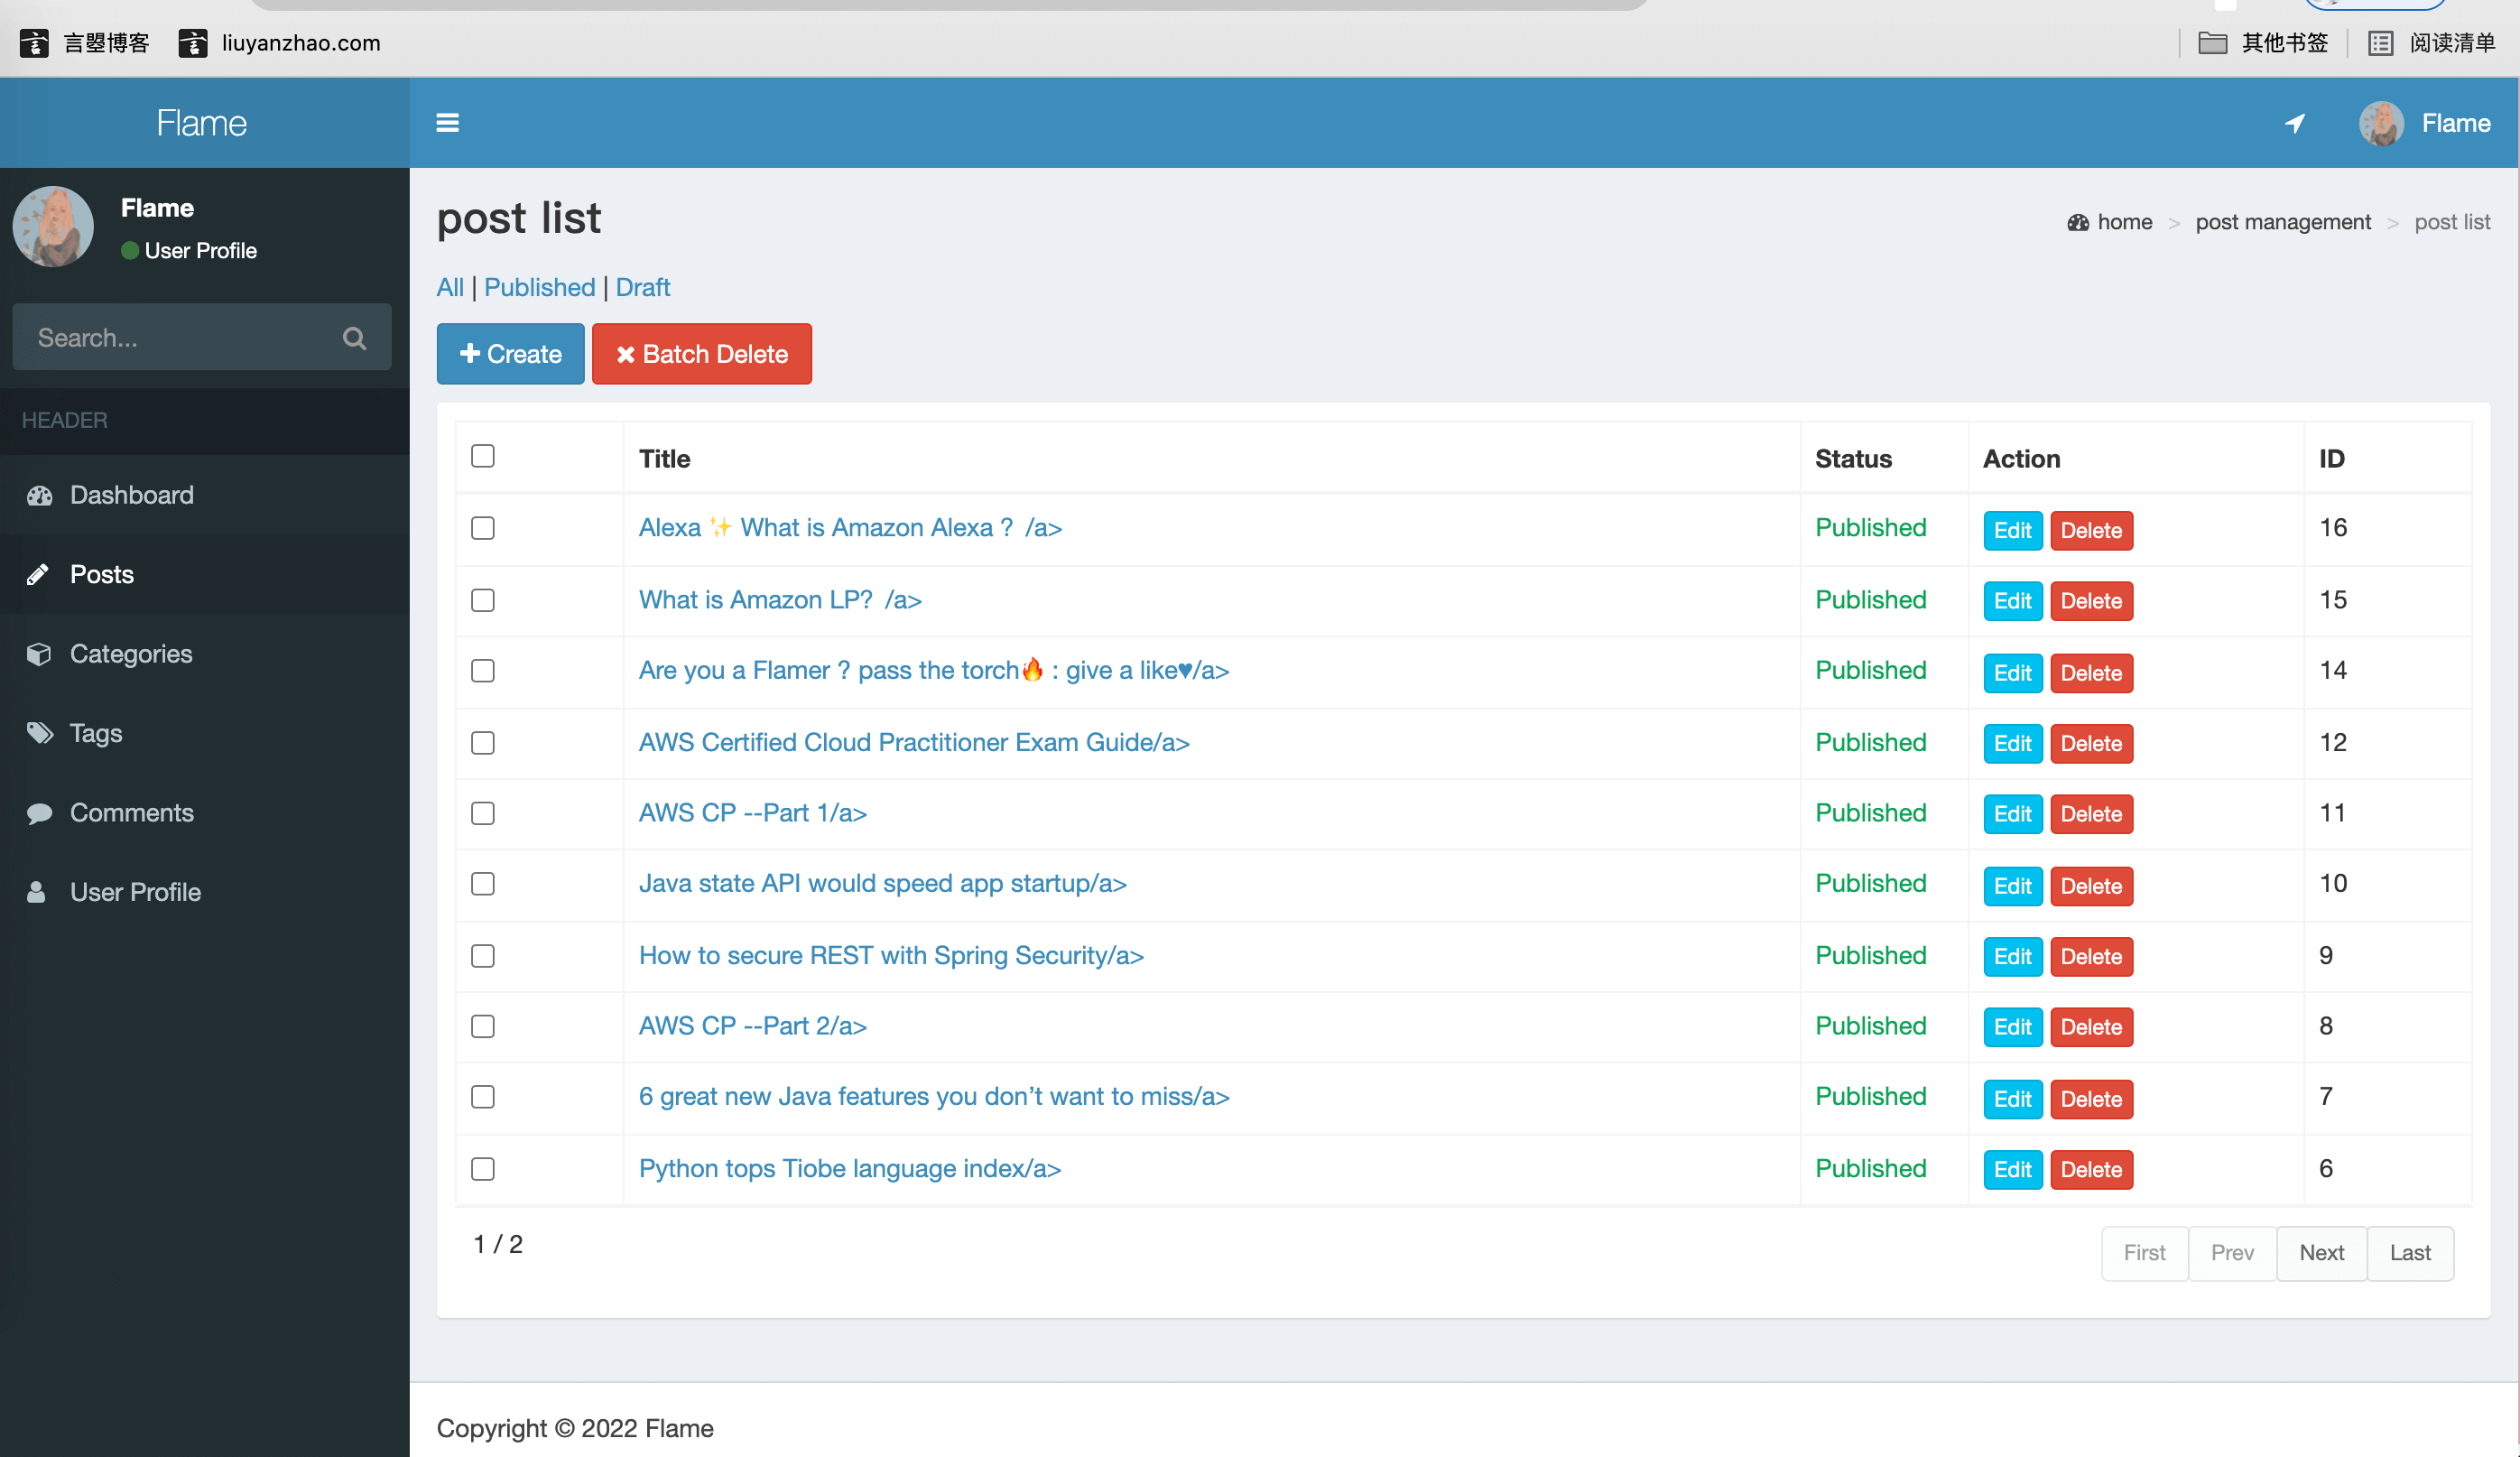 言曌博客 liuyanzhao.com 其他书签 阅读清单
Flame Flame
Flame
User Profile
Search...
HEADER
Dashboard
Posts
Categories
Tags
Comments
User Profile
post list
home > post management > post list
All | Published | Draft
Create Batch Delete
Title Status Action ID
Alexa ✨ What is Amazon Alexa ? /a> Published Edit Delete 16
What is Amazon LP? /a> Published Edit Delete 15
Are you a Flamer ? pass the torch🔥 : give a like♥/a> Published Edit Delete 14
AWS Certified Cloud Practitioner Exam Guide/a> Published Edit Delete 12
AWS CP --Part 1/a> Published Edit Delete 11
Java state API would speed app startup/a> Published Edit Delete 10
How to secure REST with Spring Security/a> Published Edit Delete 9
AWS CP --Part 2/a> Published Edit Delete 8
6 great new Java features you don’t want to miss/a> Published Edit Delete 7
Python tops Tiobe language index/a> Published Edit Delete 6
1 / 2 First Prev Next Last
Copyright © 2022 Flame